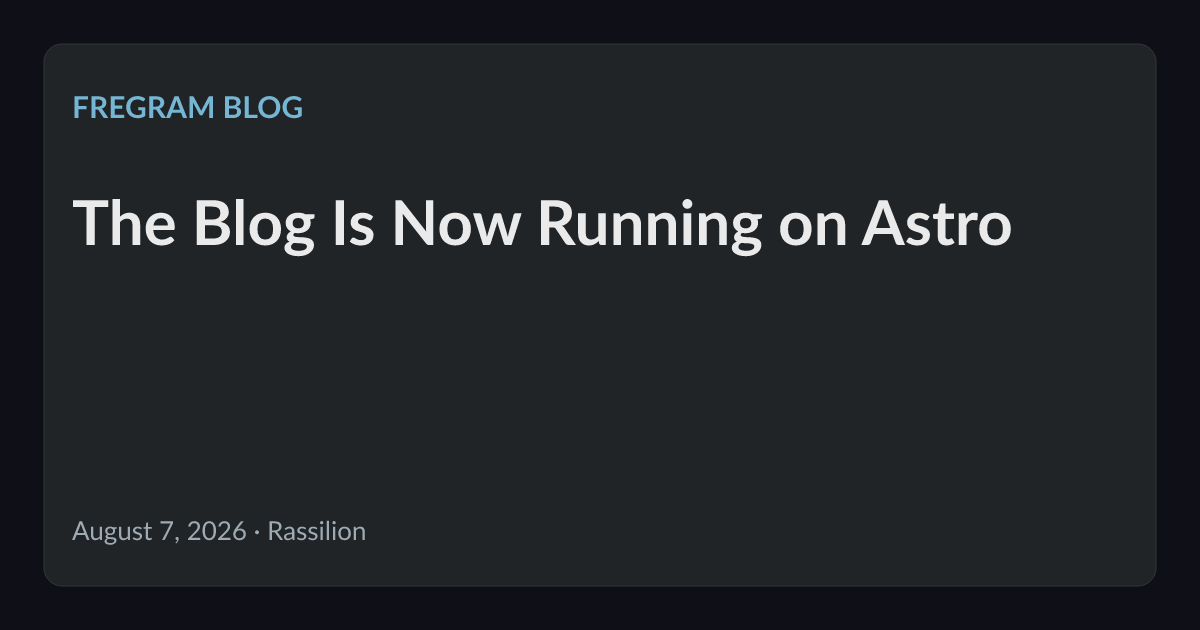 FREGRAM BLOG
The Blog Is Now Running on Astro
August 7, 2026 · Rassilion